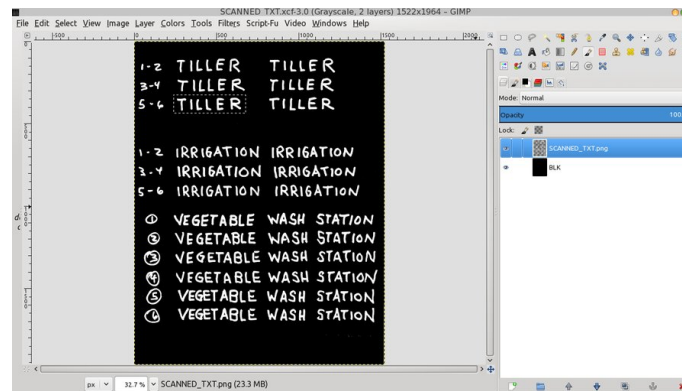 SCANNED_TXT.xcf-3.0 (Grayscale, 2 layers) 1522x1964 – GIMP
File Edit Select View Image Layer Colors Tools Filters Script-Fu Video Windows Help
1-2 TILLER TILLER
3-4 TILLER TILLER
5-6 TILLER TILLER
1-2 IRRIGATION IRRIGATION
3-4 IRRIGATION IRRIGATION
5-6 IRRIGATION IRRIGATION
① VEGETABLE WASH STATION
② VEGETABLE WASH STATION
③ VEGETABLE WASH STATION
④ VEGETABLE WASH STATION
⑤ VEGETABLE WASH STATION
⑥ VEGETABLE WASH STATION
px 32.7 % SCANNED_TXT.png (23.3 MB)
Mode: Normal
Opacity 100
Lock:
SCANNED_TXT.png
BLK